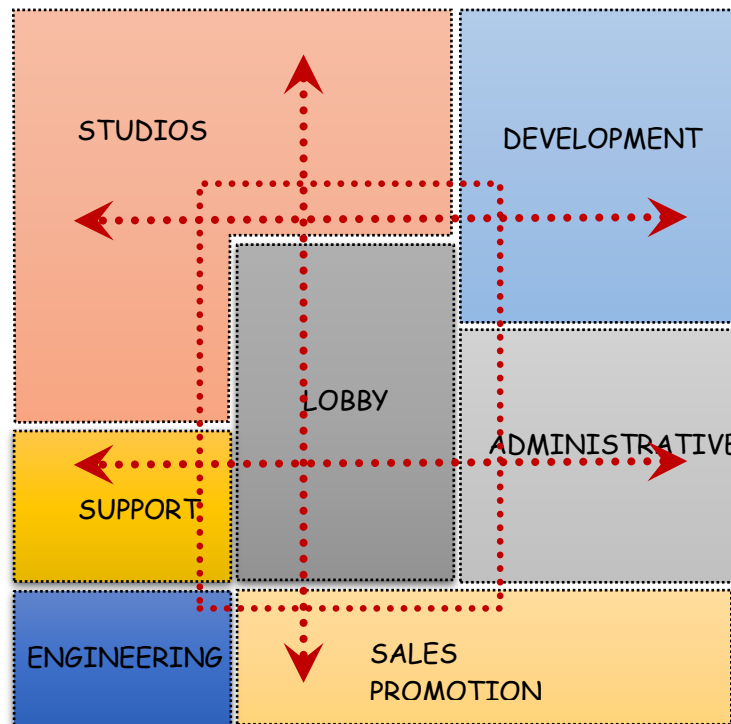 STUDIOS
DEVELOPMENT
LOBBY
ADMINISTRATIVE
SUPPORT
ENGINEERING
SALES
PROMOTION